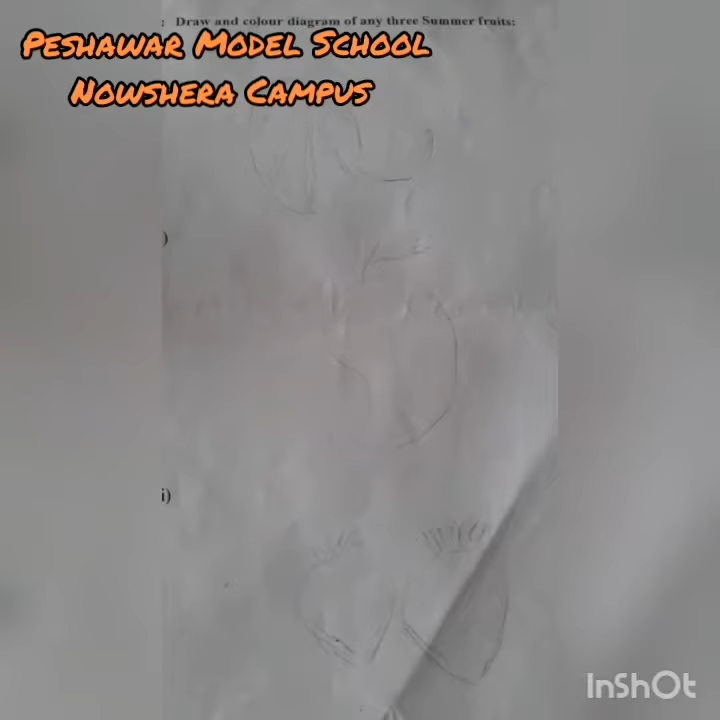 : Draw and colour diagram of any three Summer fruits:
Peshawar Model School
Nowshera Campus
)
i)
InShOt